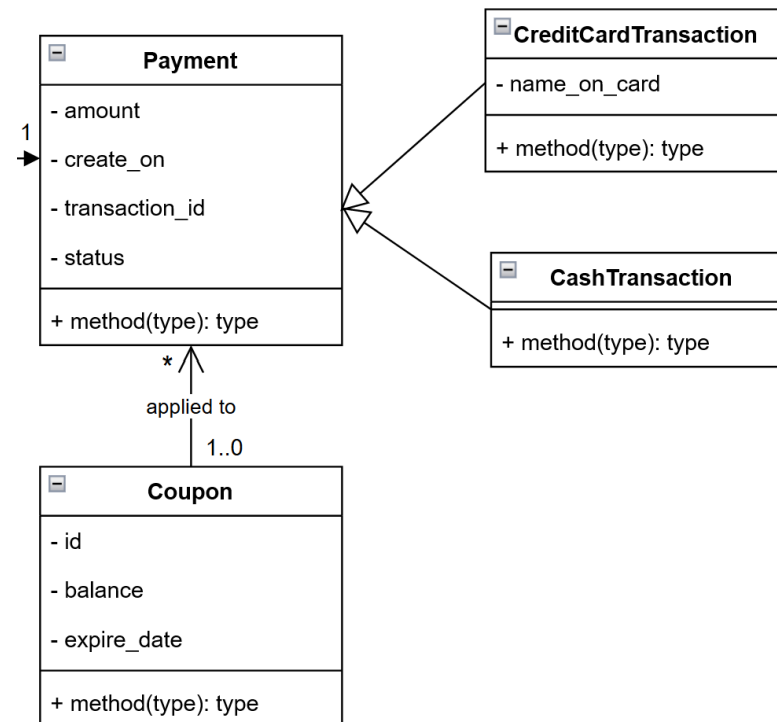 Payment
- amount
1
- create_on
- transaction_id
- status
+ method(type): type
CreditCardTransaction
- name_on_card
+ method(type): type
CashTransaction
+ method(type): type
*
applied to
1..0
Coupon
- id
- balance
- expire_date
+ method(type): type